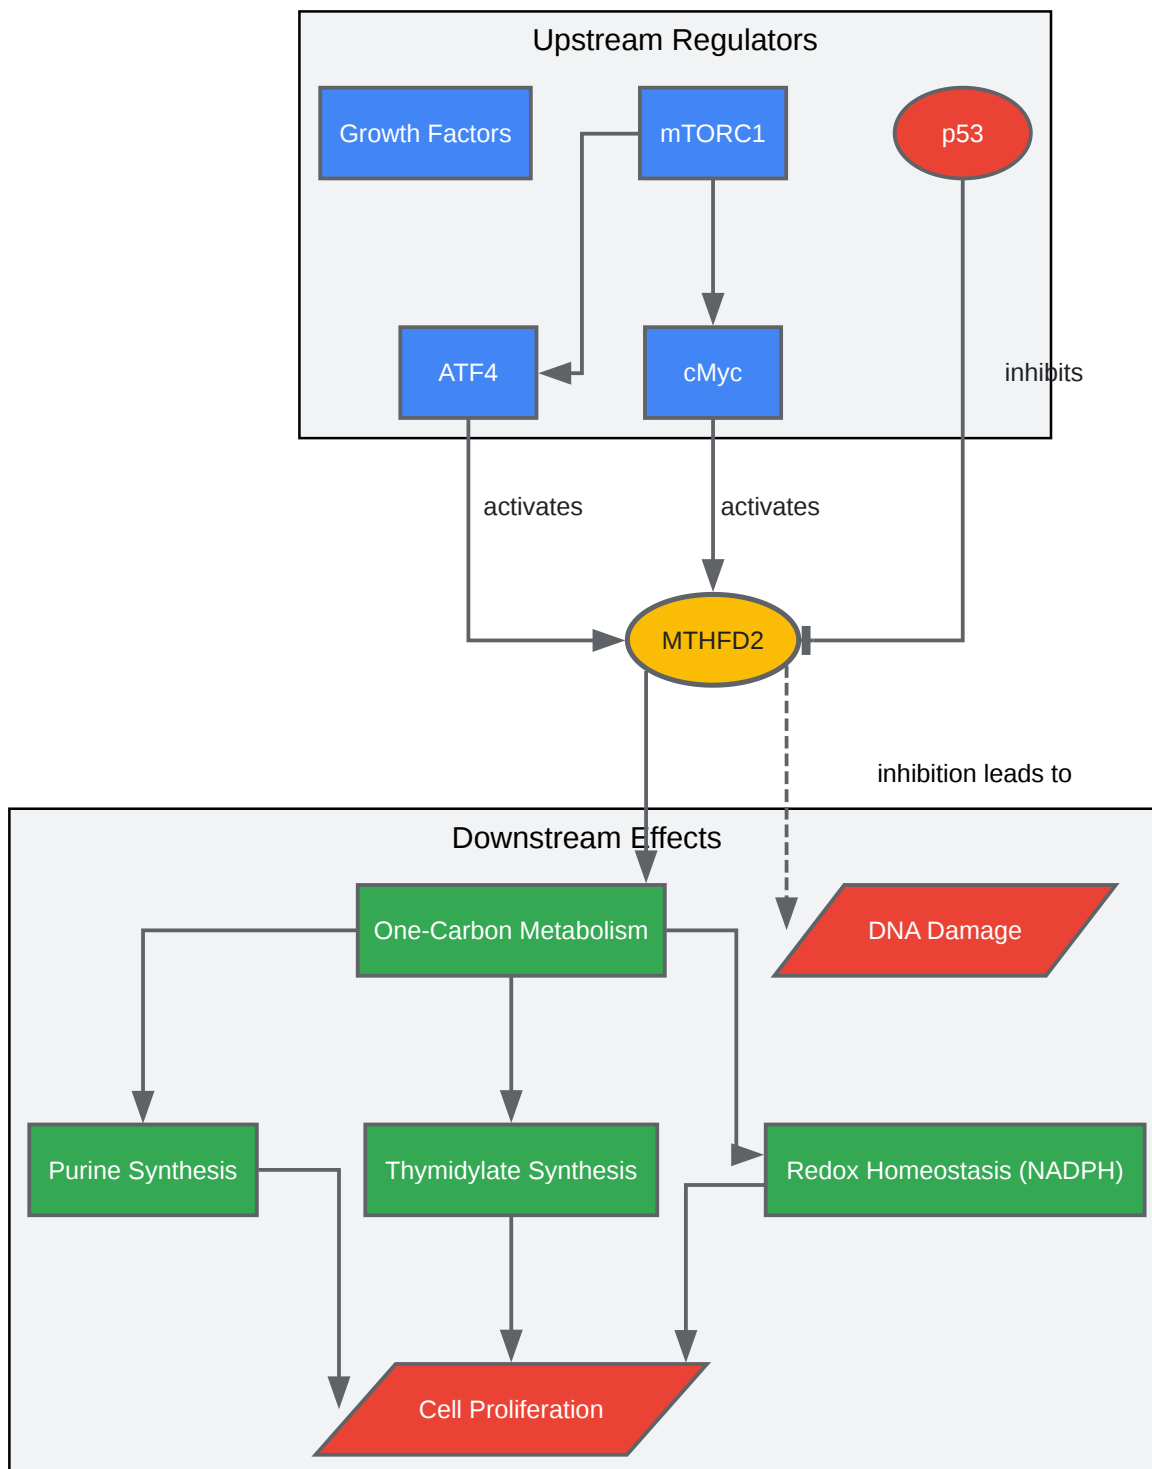 Upstream Regulators
Growth Factors
mTORC1
p53
ATF4
cMyc
inhibits
activates
activates
MTHFD2
inhibition leads to
Downstream Effects
One-Carbon Metabolism
DNA Damage
Purine Synthesis
Thymidylate Synthesis
Redox Homeostasis (NADPH)
Cell Proliferation